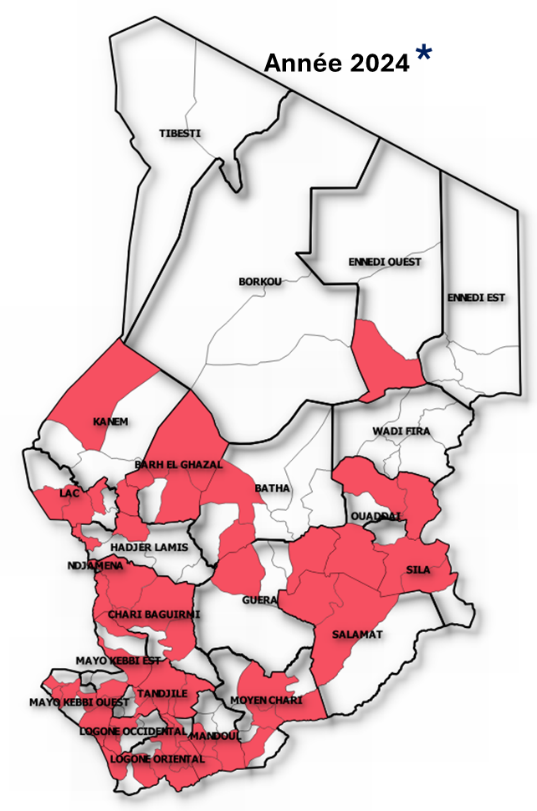 Année 2024 *
TIBESTI
ENNEDI OUEST
BORKOU
ENNEDI EST
KANEM
WADI FIRA
BARH EL GHAZAL
LAC
BATHA
OUADDAI
HADJER LAMIS
NDJAMENA
SILA
GUERA
CHARI BAGUIRMI
SALAMAT
MAYO KEBBI EST
TANDJILE
MAYO KEBBI OUEST
MOYEN CHARI
LOGONE OCCIDENTAL
MANDOUL
LOGONE ORIENTAL